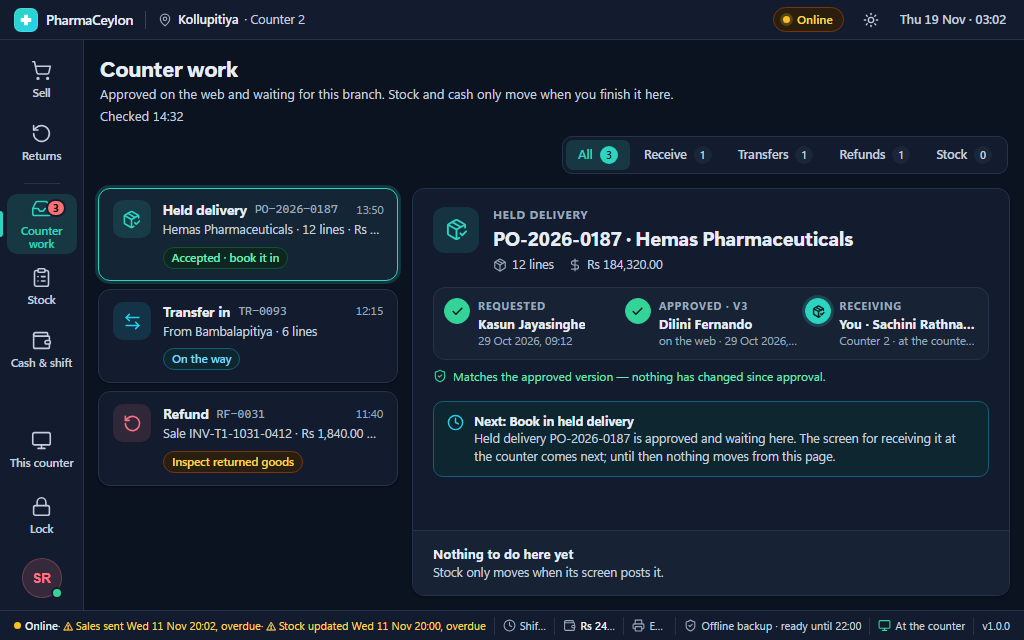 PharmaCeylon
Kollupitiya · Counter 2
Online
Thu 19 Nov · 03:02
Sell
Returns
3
Counter work
Stock
Cash & shift
This counter
Lock
SR
Counter work
Approved on the web and waiting for this branch. Stock and cash only move when you finish it here.
Checked 14:32
All 3
Receive 1
Transfers 1
Refunds 1
Stock 0
Held delivery PO-2026-0187 13:50
Hemas Pharmaceuticals · 12 lines · Rs ...
Accepted · book it in
Transfer in TR-0093 12:15
From Bambalapitiya · 6 lines
On the way
Refund RF-0031 11:40
Sale INV-T1-1031-0412 · Rs 1,840.00 ...
Inspect returned goods
HELD DELIVERY
PO-2026-0187 · Hemas Pharmaceuticals
12 lines $ Rs 184,320.00
REQUESTED
Kasun Jayasinghe
29 Oct 2026, 09:12
APPROVED · V3
Dilini Fernando
on the web · 29 Oct 2026,...
RECEIVING
You · Sachini Rathna...
Counter 2 · at the counte...
Matches the approved version — nothing has changed since approval.
Next: Book in held delivery
Held delivery PO-2026-0187 is approved and waiting here. The screen for receiving it at
the counter comes next; until then nothing moves from this page.
Nothing to do here yet
Stock only moves when its screen posts it.
Online · Sales sent Wed 11 Nov 20:02, overdue · Stock updated Wed 11 Nov 20:00, overdue
Shif...
Rs 24...
E...
Offline backup · ready until 22:00
At the counter
v1.0.0